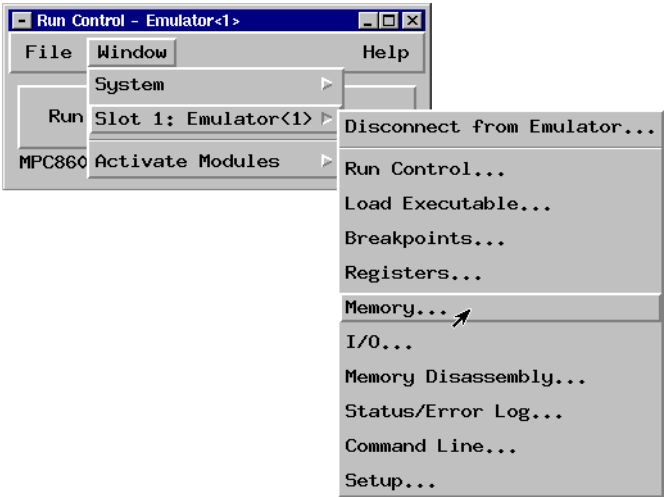 Run Control - Emulator<1>
File Window Help
System
Run Slot 1: Emulator<1>
MPC860 Activate Modules
Disconnect from Emulator...
Run Control...
Load Executable...
Breakpoints...
Registers...
Memory...
I/O...
Memory Disassembly...
Status/Error Log...
Command Line...
Setup...